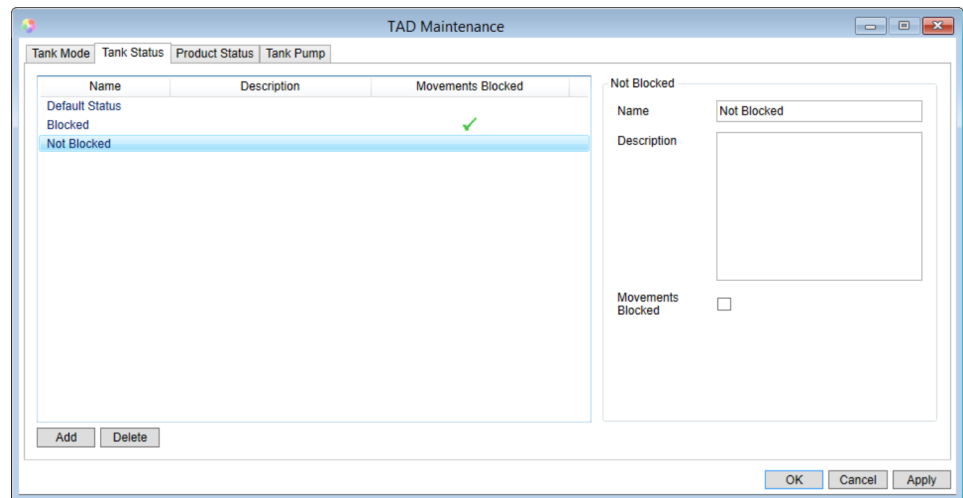 TAD Maintenance
Tank Mode Tank Status Product Status Tank Pump
Name Description Movements Blocked
Default Status
Blocked
Not Blocked
Not Blocked
Name Not Blocked
Description
Movements
Blocked
Add Delete
OK Cancel Apply